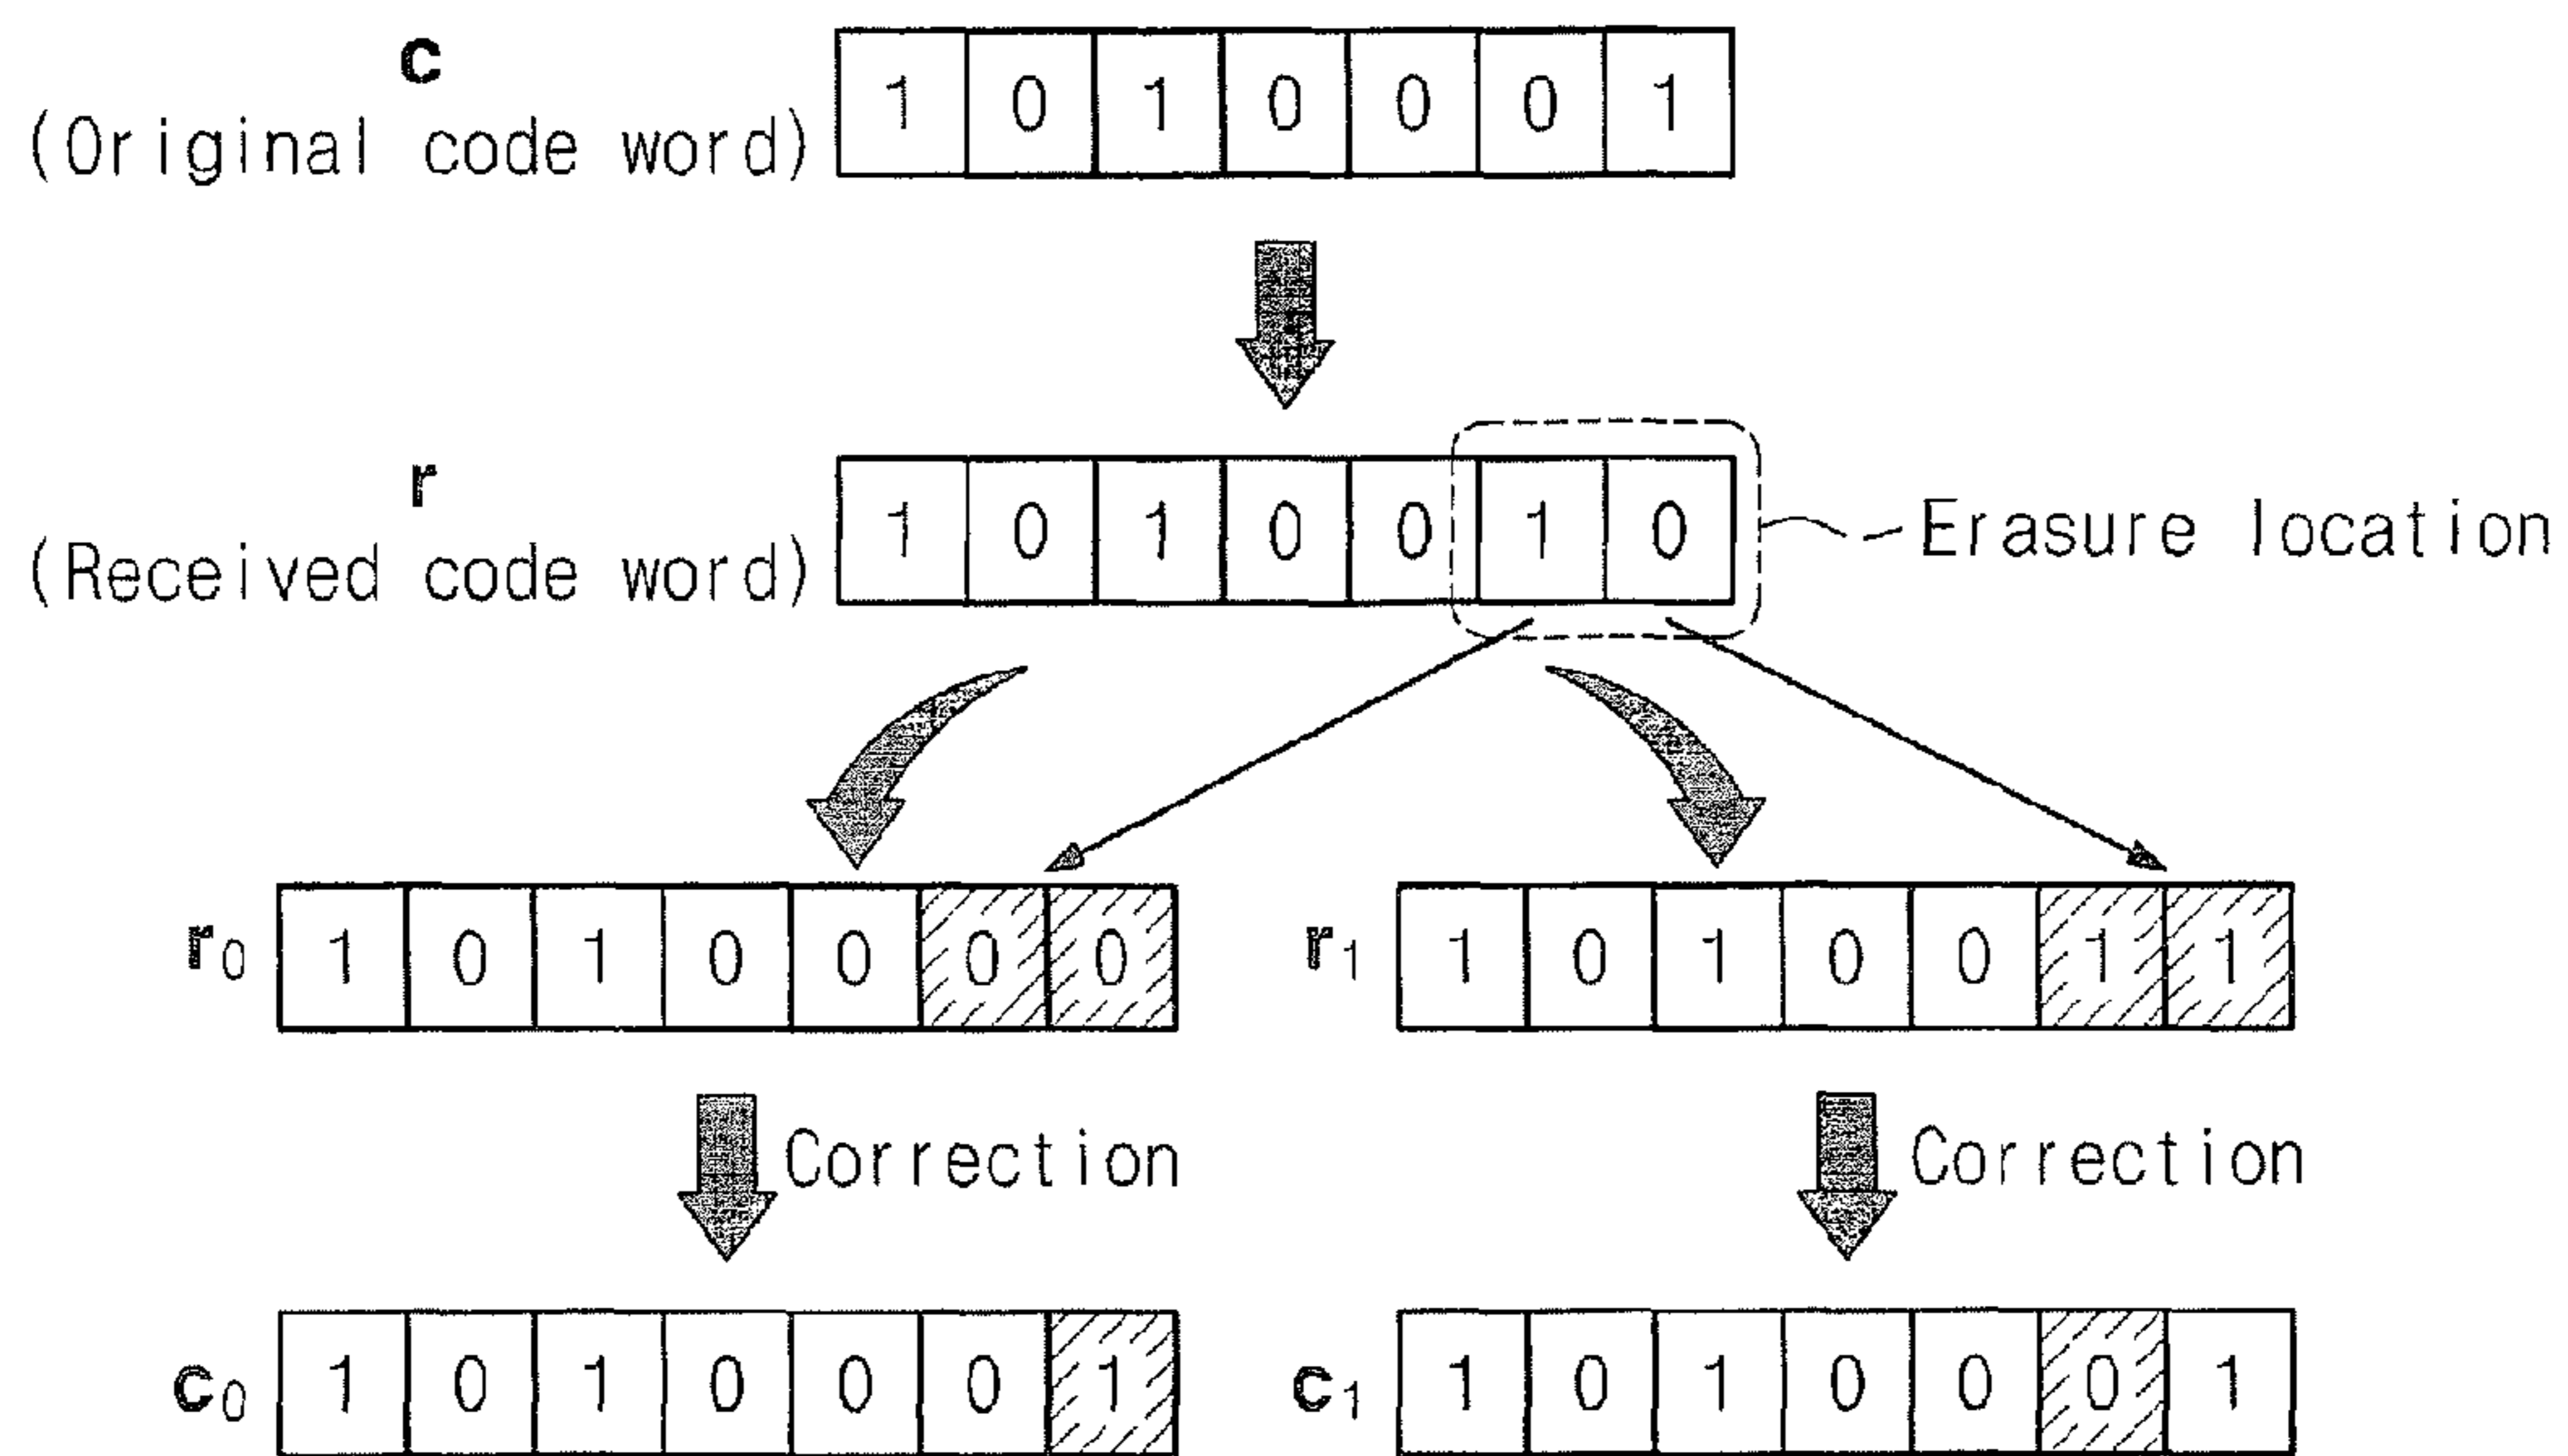 c
(Original code word) 1 0 1 0 0 0 1
r
(Received code word) 1 0 1 0 0 1 0 Erasure location
r0 1 0 1 0 0 0 0
r1 1 0 1 0 0 1 1
Correction
Correction
c0 1 0 1 0 0 0 1
c1 1 0 1 0 0 0 1